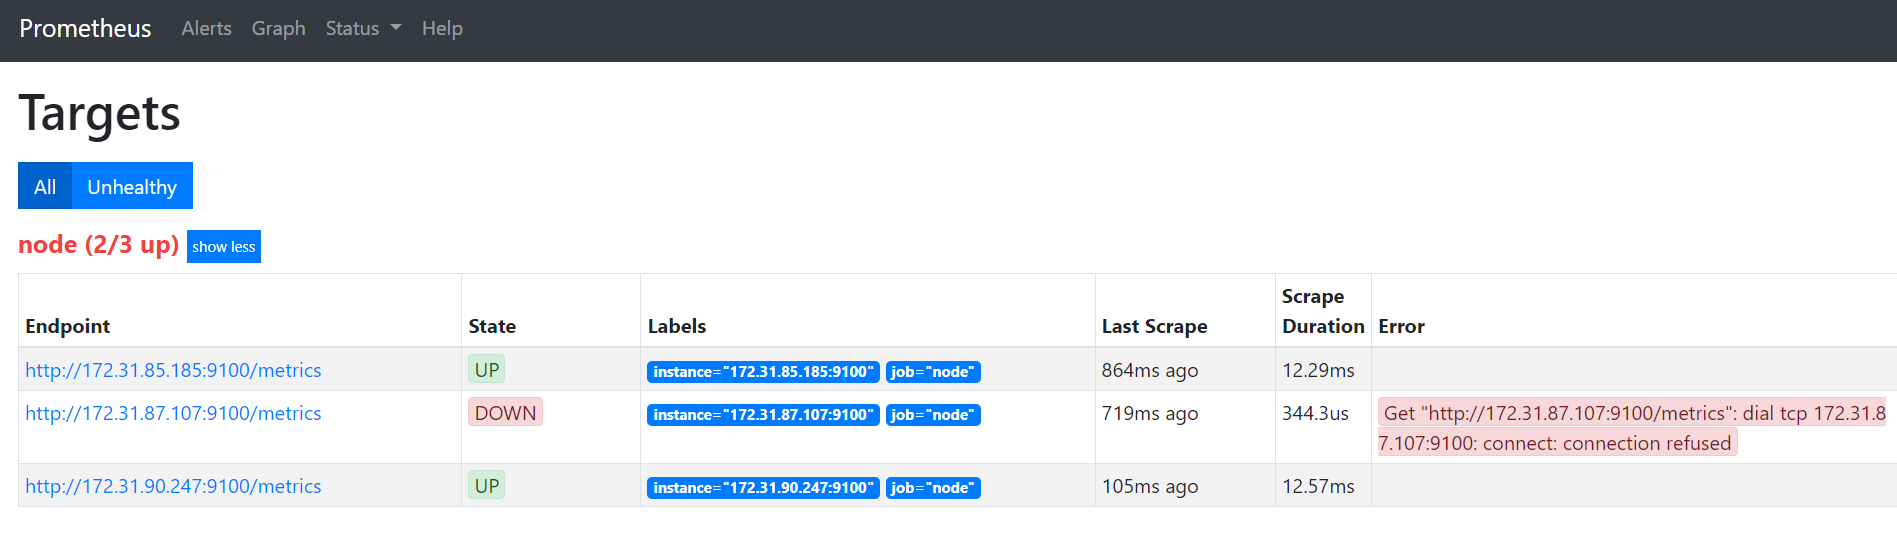 Prometheus Alerts Graph Status Help
Targets
All Unhealthy
node (2/3 up) show less
Endpoint State Labels Last Scrape Scrape Duration Error
http://172.31.85.185:9100/metrics UP instance="172.31.85.185:9100" job="node" 864ms ago 12.29ms
http://172.31.87.107:9100/metrics DOWN instance="172.31.87.107:9100" job="node" 719ms ago 344.3us Get "http://172.31.87.107:9100/metrics": dial tcp 172.31.8
7.107:9100: connect: connection refused
http://172.31.90.247:9100/metrics UP instance="172.31.90.247:9100" job="node" 105ms ago 12.57ms